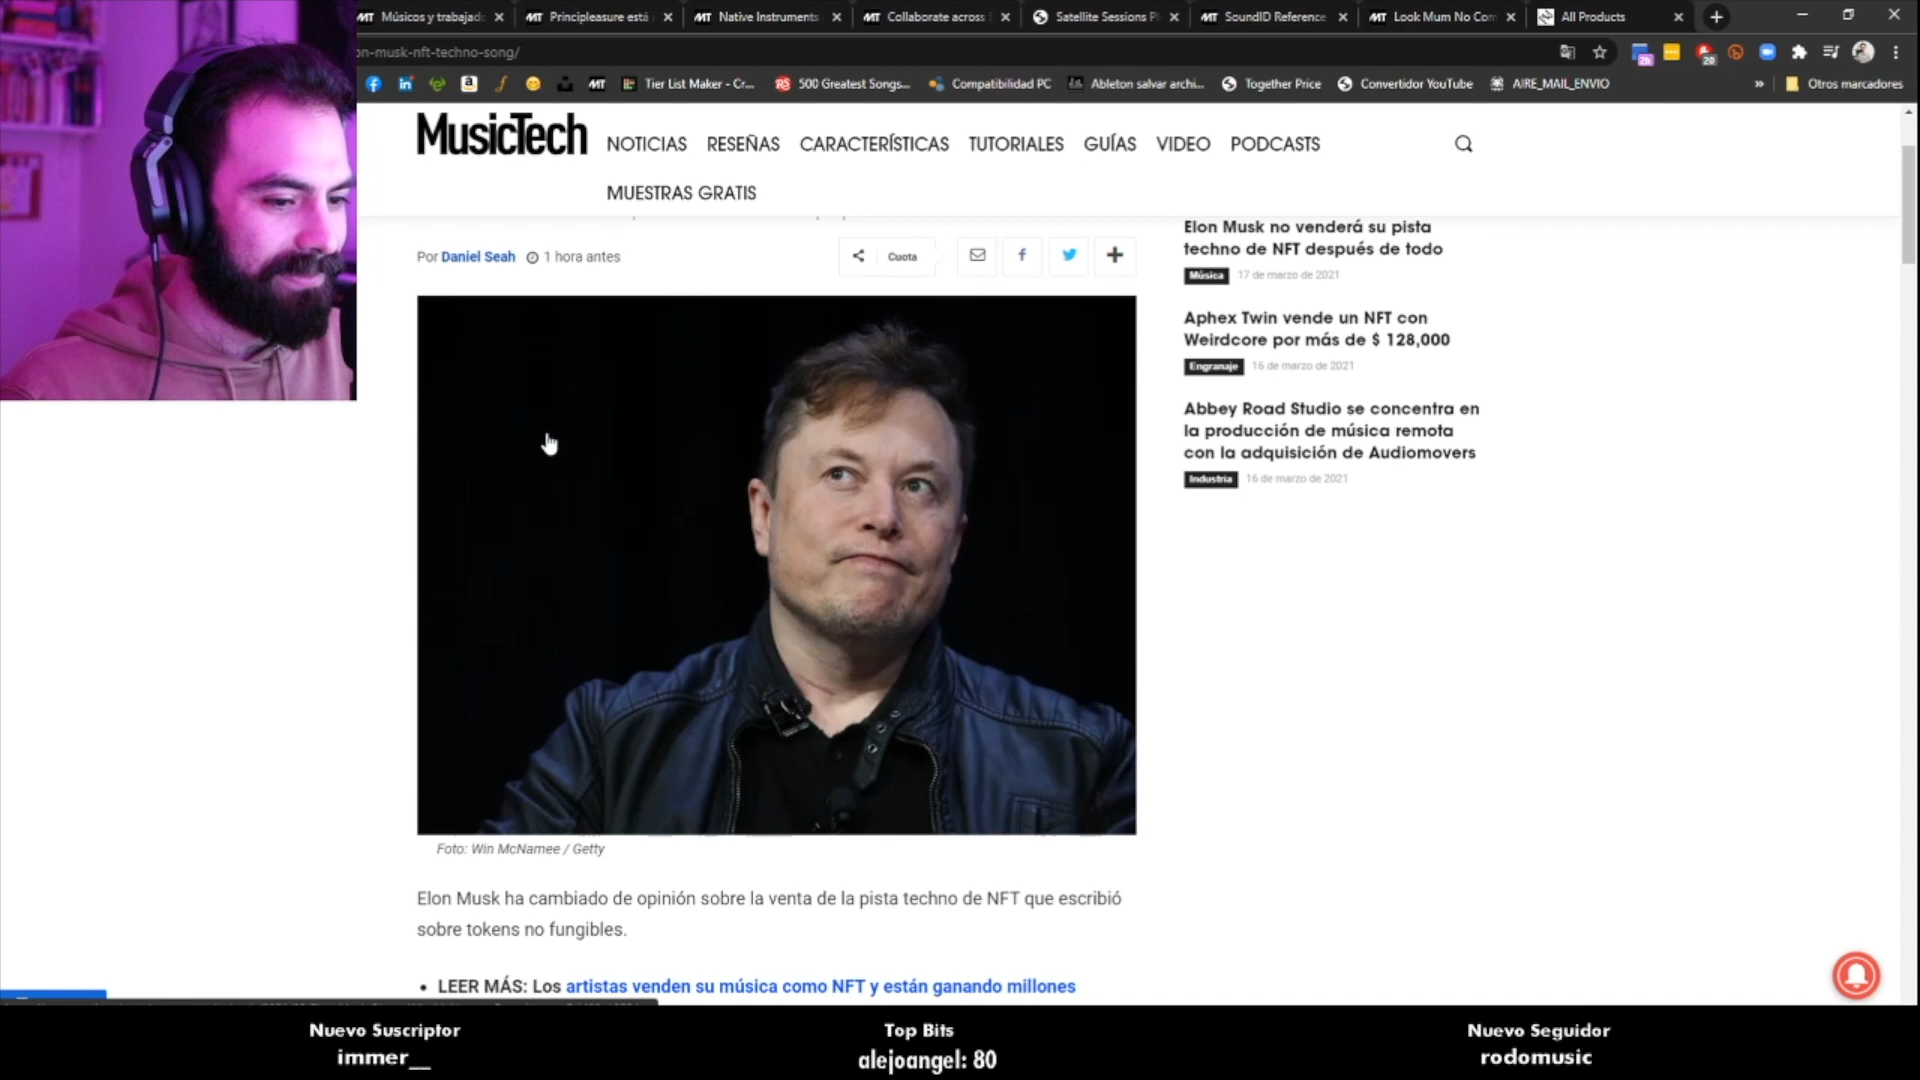 Músicos y trabajad
Principleasure está
Native Instruments
Collaborate across
Satellite Sessions P
SoundID Reference
Look Mum No Com
All Products
on-musk-nft-techno-song/
Tier List Maker - Cr...
500 Greatest Songs...
Compatibilidad PC
Ableton salvar archi...
Together Price
Convertidor YouTube
AIRE_MAIL_ENVIO
»
Otros marcadores
MusicTech
NOTICIAS
RESEÑAS
CARACTERÍSTICAS
TUTORIALES
GUÍAS
VIDEO
PODCASTS
MUESTRAS GRATIS
Por Daniel Seah
1 hora antes
Cuota
Elon Musk no venderá su pista
techno de NFT después de todo
Música 17 de marzo de 2021
Aphex Twin vende un NFT con
Weirdcore por más de $ 128,000
Engranaje 16 de marzo de 2021
Abbey Road Studio se concentra en
la producción de música remota
con la adquisición de Audiomovers
Industria 16 de marzo de 2021
Foto: Win McNamee / Getty
Elon Musk ha cambiado de opinión sobre la venta de la pista techno de NFT que escribió
sobre tokens no fungibles.
• LEER MÁS: Los artistas venden su música como NFT y están ganando millones
Nuevo Suscriptor
immer__
Top Bits
alejoangel: 80
Nuevo Seguidor
rodomusic